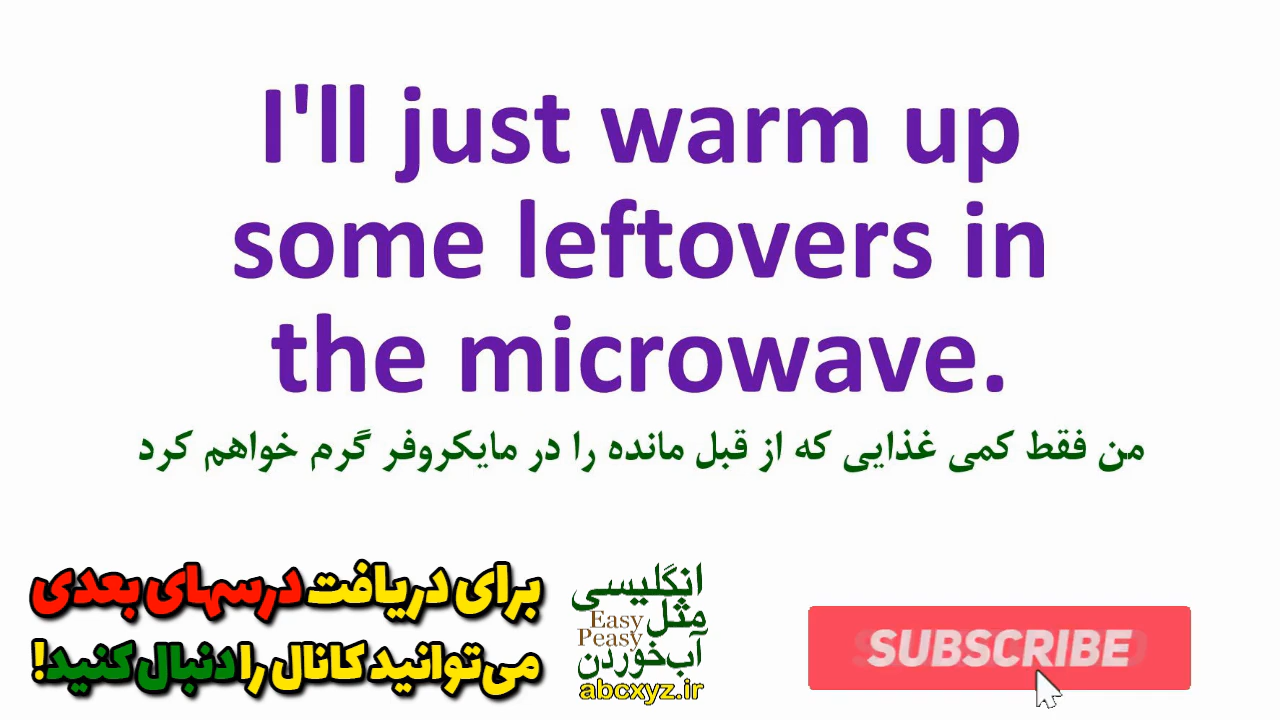 I'll just warm up
some leftovers in
the microwave.
من فقط کمی غذایی که از قبل مانده را در مایکروفر گرم خواهم کرد
برای دریافت درسهای بعدی
می‌توانید کانال را دنبال کنید!
انگلیسی
مثل
Easy
Peasy
آب‌خوردن
abcxyz.ir
SUBSCRIBE